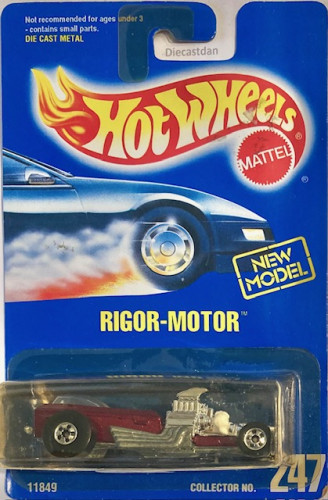 Not recommended for ages under 3
- contains small parts.
DIE CAST METAL
Diecastdan
HOT WHEELS
®
MATTEL
®
NEW
MODEL
RIGOR-MOTOR™
11849
COLLECTOR NO. 247